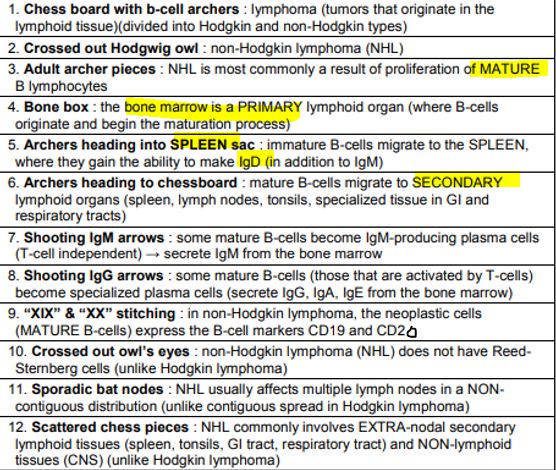 1. Chess board with b-cell archers : lymphoma (tumors that originate in the
lymphoid tissue)(divided into Hodgkin and non-Hodgkin types)
2. Crossed out Hodgwig owl : non-Hodgkin lymphoma (NHL)
3. Adult archer pieces : NHL is most commonly a result of proliferation of MATURE
B lymphocytes
4. Bone box : the bone marrow is a PRIMARY lymphoid organ (where B-cells
originate and begin the maturation process)
5. Archers heading into SPLEEN sac : immature B-cells migrate to the SPLEEN,
where they gain the ability to make IgD (in addition to IgM)
6. Archers heading to chessboard : mature B-cells migrate to SECONDARY
lymphoid organs (spleen, lymph nodes, tonsils, specialized tissue in GI and
respiratory tracts)
7. Shooting IgM arrows : some mature B-cells become IgM-producing plasma cells
(T-cell independent) → secrete IgM from the bone marrow
8. Shooting IgG arrows : some mature B-cells (those that are activated by T-cells)
become specialized plasma cells (secrete IgG, IgA, IgE from the bone marrow)
9. “XIX” & “XX” stitching : in non-Hodgkin lymphoma, the neoplastic cells
(MATURE B-cells) express the B-cell markers CD19 and CD20
10. Crossed out owl’s eyes : non-Hodgkin lymphoma (NHL) does not have Reed-
Sternberg cells (unlike Hodgkin lymphoma)
11. Sporadic bat nodes : NHL usually affects multiple lymph nodes in a NON-
contiguous distribution (unlike contiguous spread in Hodgkin lymphoma)
12. Scattered chess pieces : NHL commonly involves EXTRA-nodal secondary
lymphoid tissues (spleen, tonsils, GI tract, respiratory tract) and NON-lymphoid
tissues (CNS) (unlike Hodgkin lymphoma)